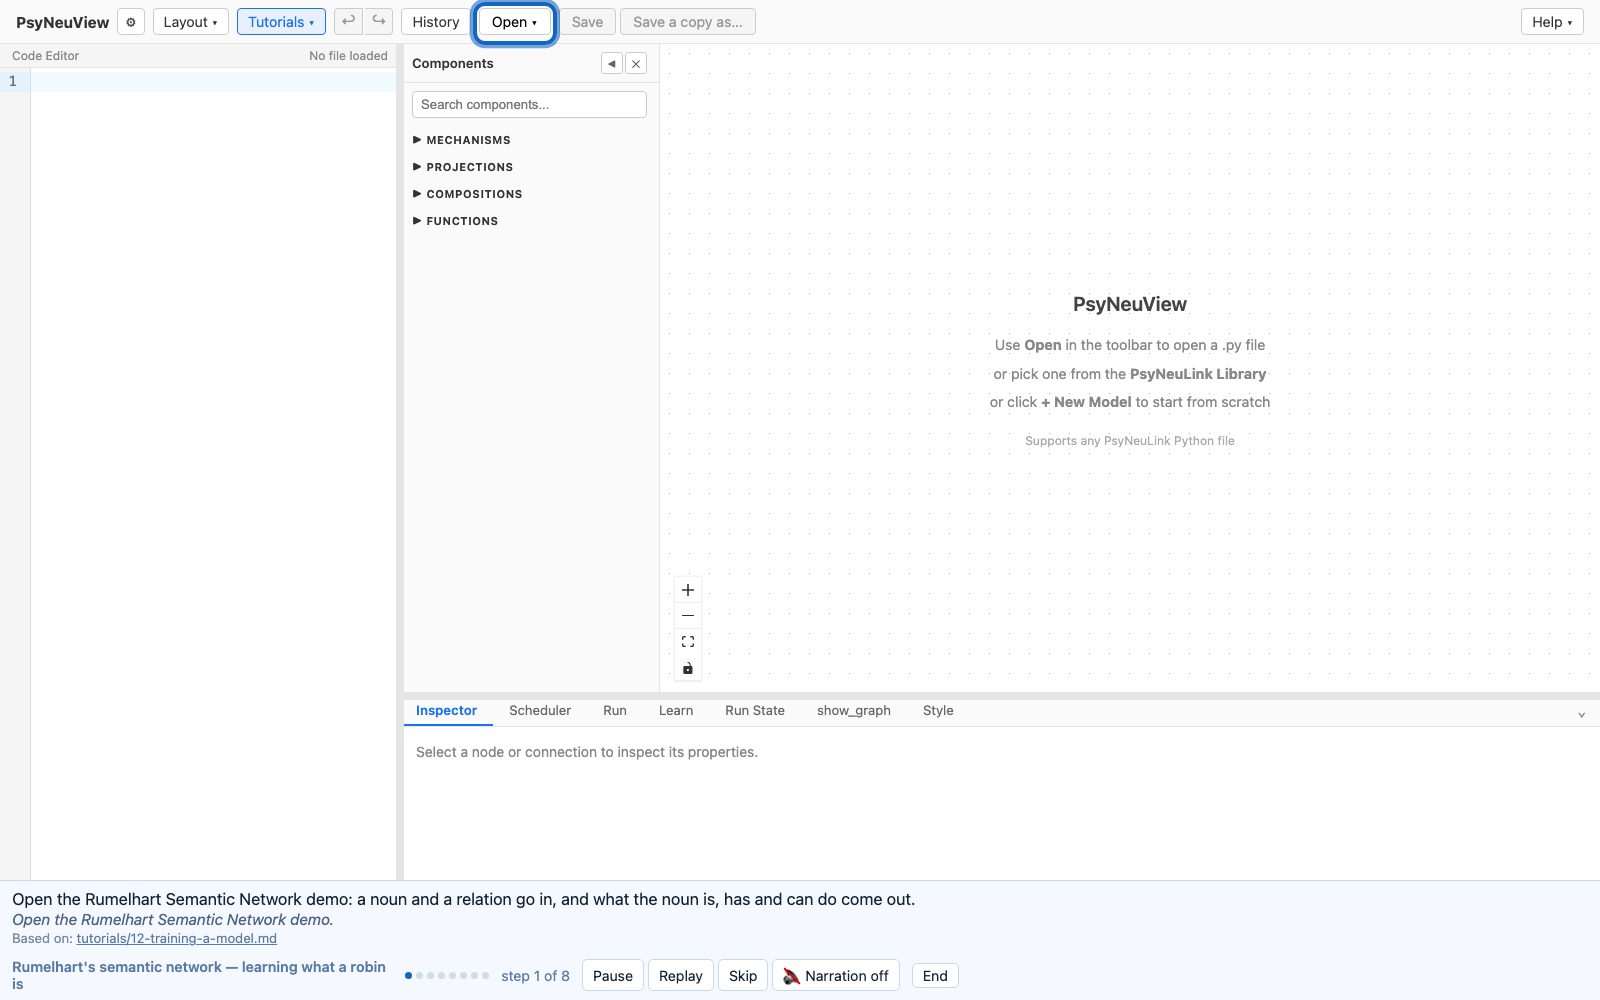 PsyNeuView
Layout ▾
Tutorials ▾
History
Open ▾
Save
Save a copy as...
Help ▾
Code Editor
No file loaded
1
Components
Search components...
MECHANISMS
PROJECTIONS
COMPOSITIONS
FUNCTIONS
PsyNeuView
Use Open in the toolbar to open a .py file
or pick one from the PsyNeuLink Library
or click + New Model to start from scratch
Supports any PsyNeuLink Python file
Inspector
Scheduler
Run
Learn
Run State
show_graph
Style
Select a node or connection to inspect its properties.
Open the Rumelhart Semantic Network demo: a noun and a relation go in, and what the noun is, has and can do come out.
Open the Rumelhart Semantic Network demo.
Based on: tutorials/12-training-a-model.md
Rumelhart's semantic network — learning what a robin
is
step 1 of 8
Pause
Replay
Skip
Narration off
End